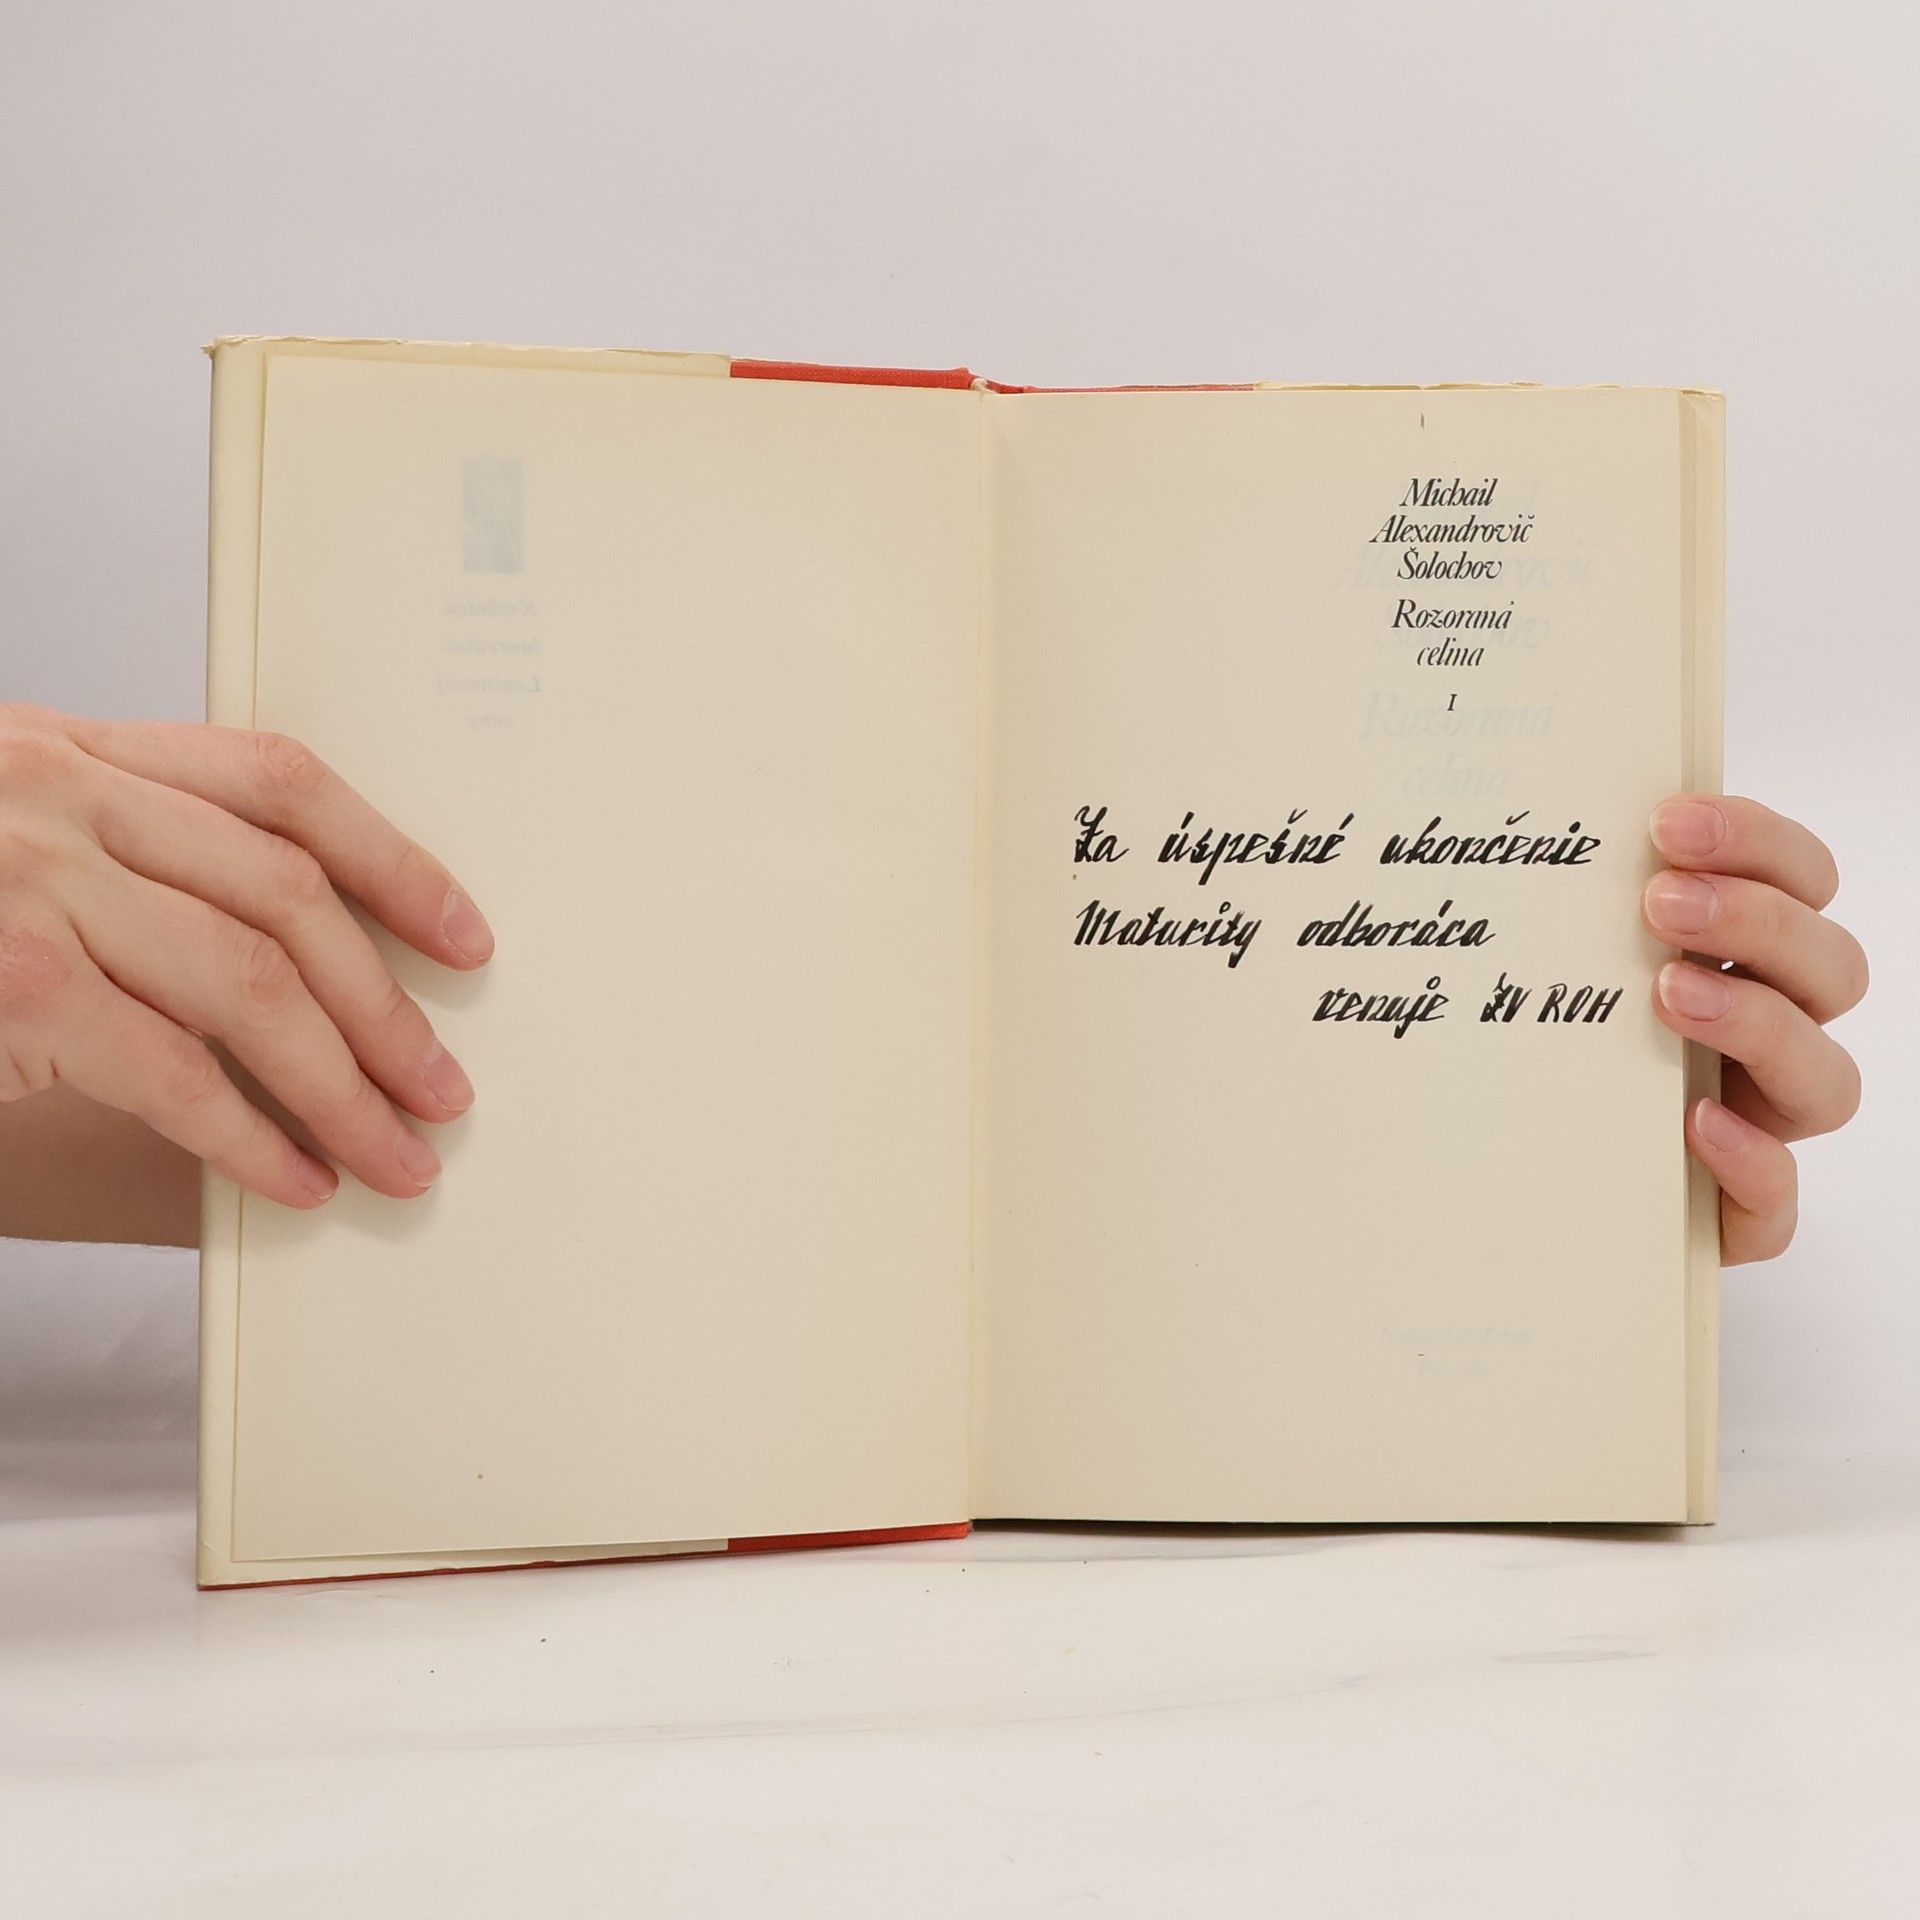 Michail
Alexandrovič
Šolochov
Rozoraná
celina
I
Za úspešné ukončenie
Maturity odborára
venuje ZV ROH